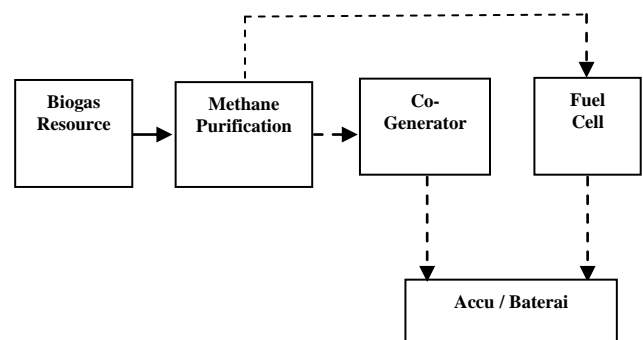 Biogas
Resource
Methane
Purification
Co-
Generator
Fuel
Cell
Accu / Baterai